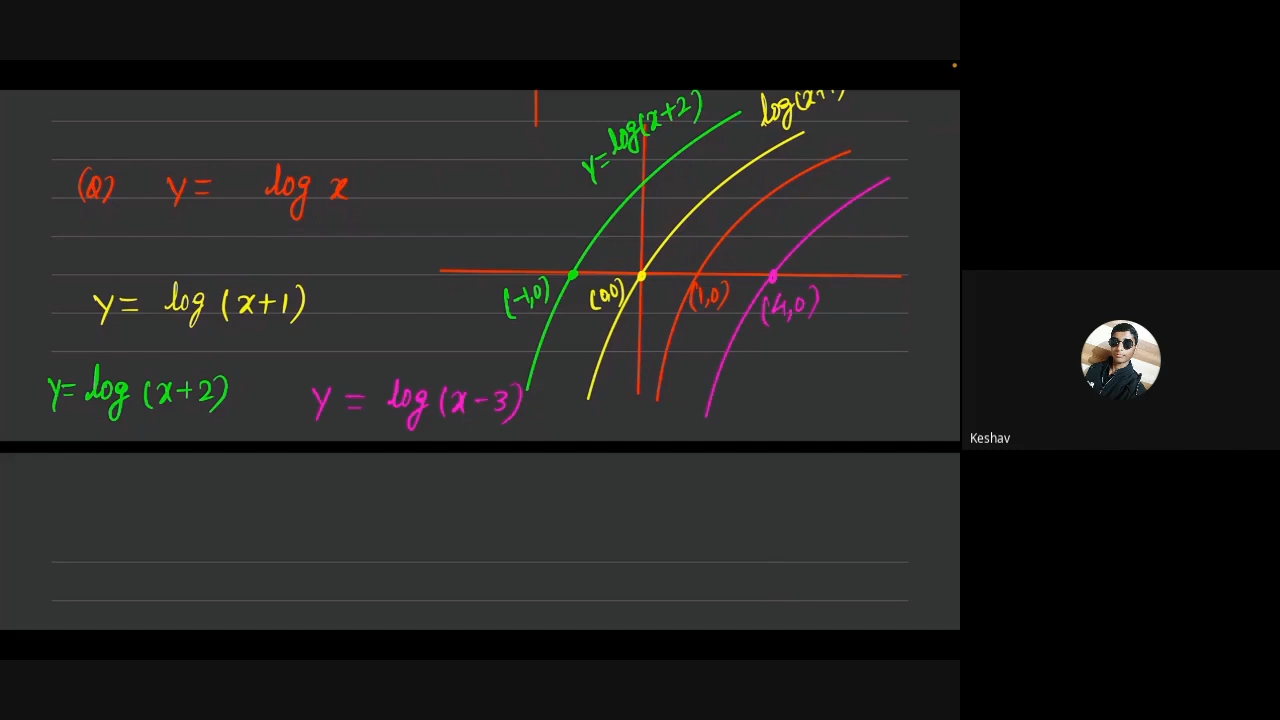 y= log(x+2)
log(x+1)
(Q) y= log x
(-1,0) (0,0) (1,0) (4,0)
y= log (x+1)
y= log (x+2) y = log (x-3)
Keshav